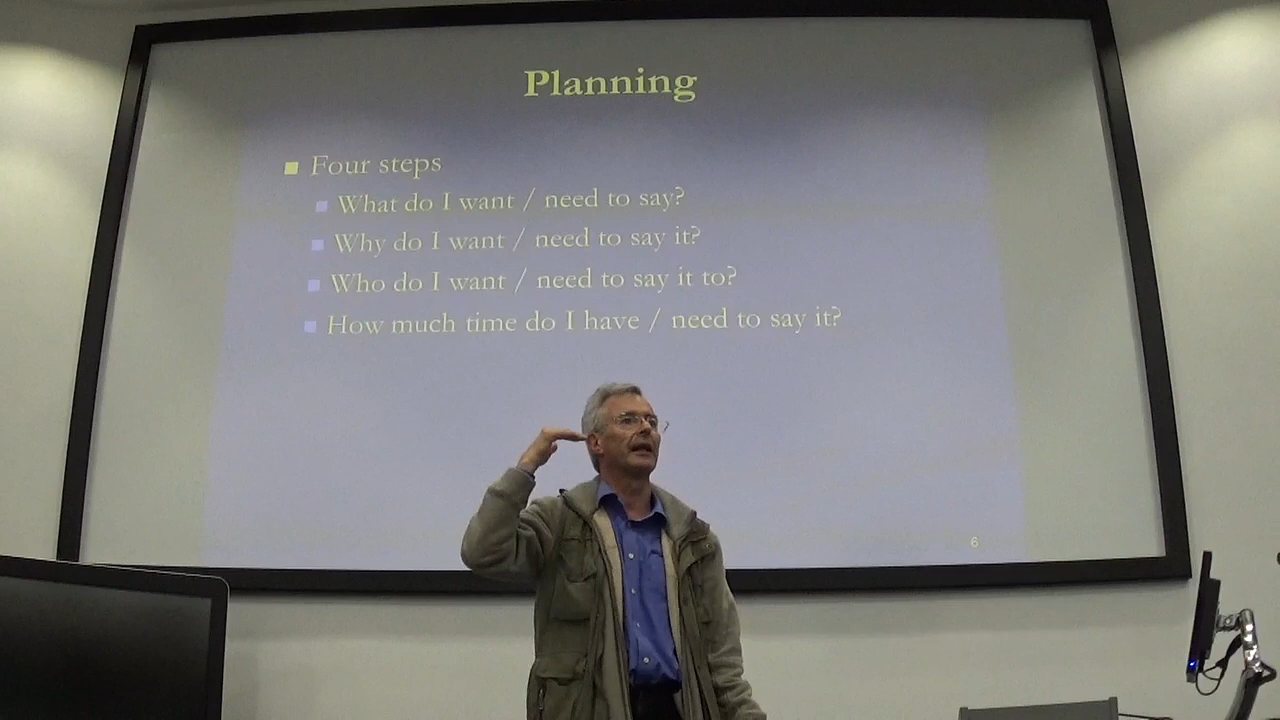 Planning
Four steps
What do I want / need to say?
Why do I want / need to say it?
Who do I want / need to say it to?
How much time do I have / need to say it?
6